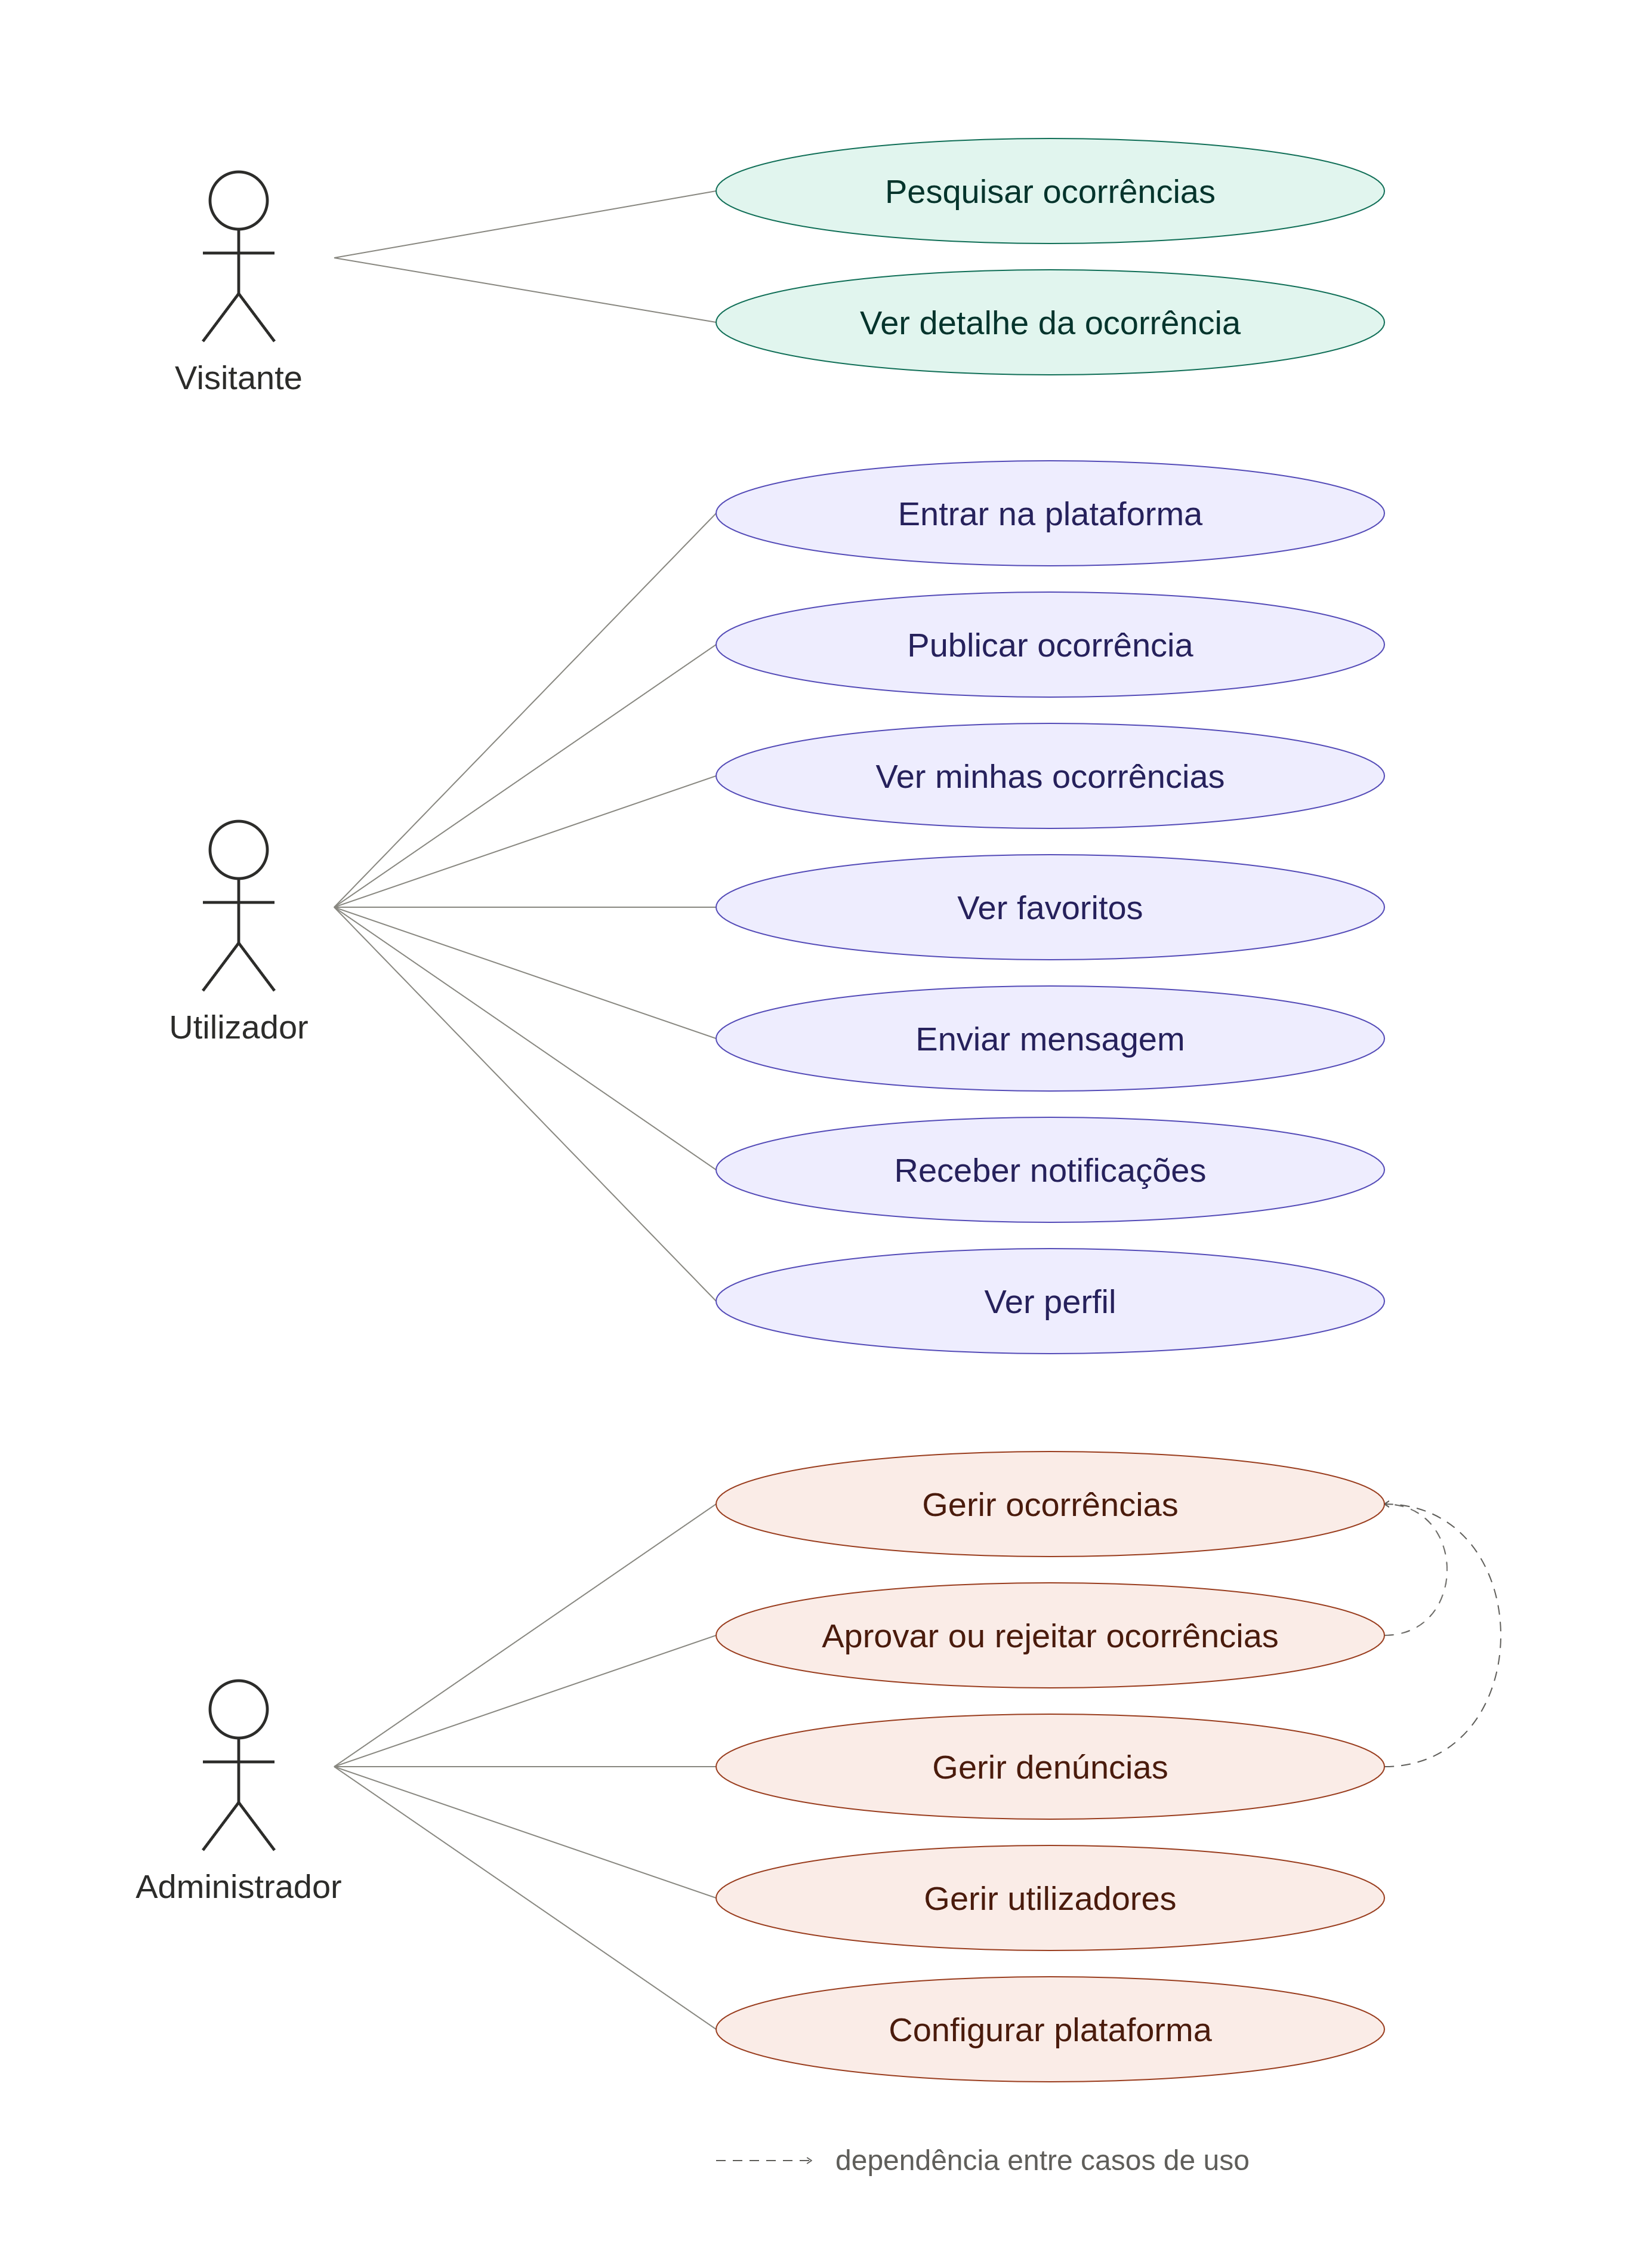 Pesquisar ocorrências
Ver detalhe da ocorrência
Visitante
Entrar na plataforma
Publicar ocorrência
Ver minhas ocorrências
Ver favoritos
Utilizador
Enviar mensagem
Receber notificações
Ver perfil
Gerir ocorrências
Aprovar ou rejeitar ocorrências
Gerir denúncias
Administrador
Gerir utilizadores
Configurar plataforma
dependência entre casos de uso